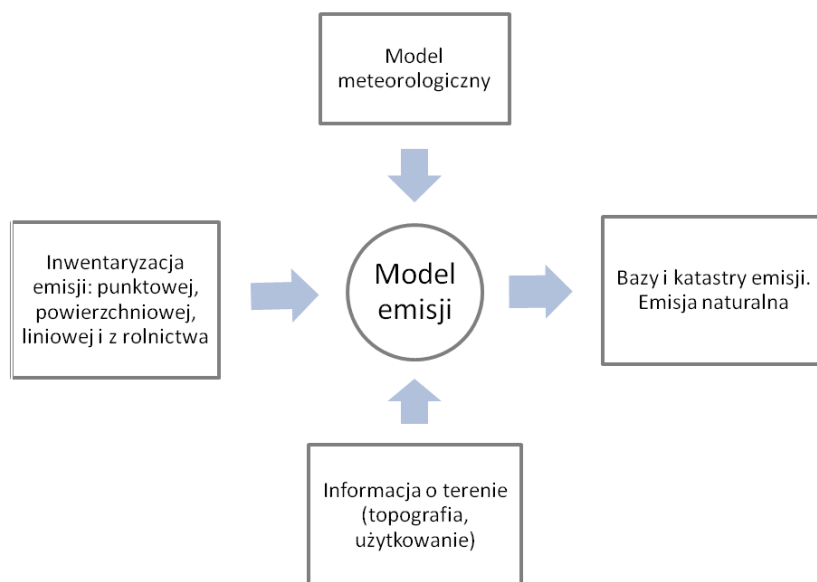 Model
meteorologiczny
Inwentaryzacja
emisji: punktowej,
powierzchniowej,
liniowej i z rolnictwa
Model
emisji
Bazy i katastry emisji.
Emisja naturalna
Informacja o terenie
(topografia,
użytkowanie)